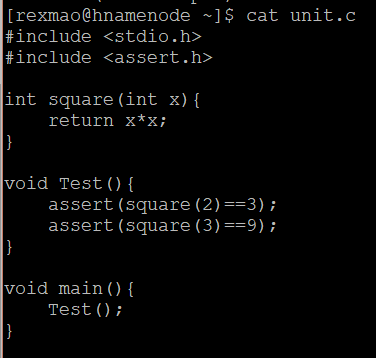 [rexmao@hnamenode ~]$ cat unit.c
#include <stdio.h>
#include <assert.h>

int square(int x){
    return x*x;
}

void Test(){
    assert(square(2)==3);
    assert(square(3)==9);
}

void main(){
    Test();
}